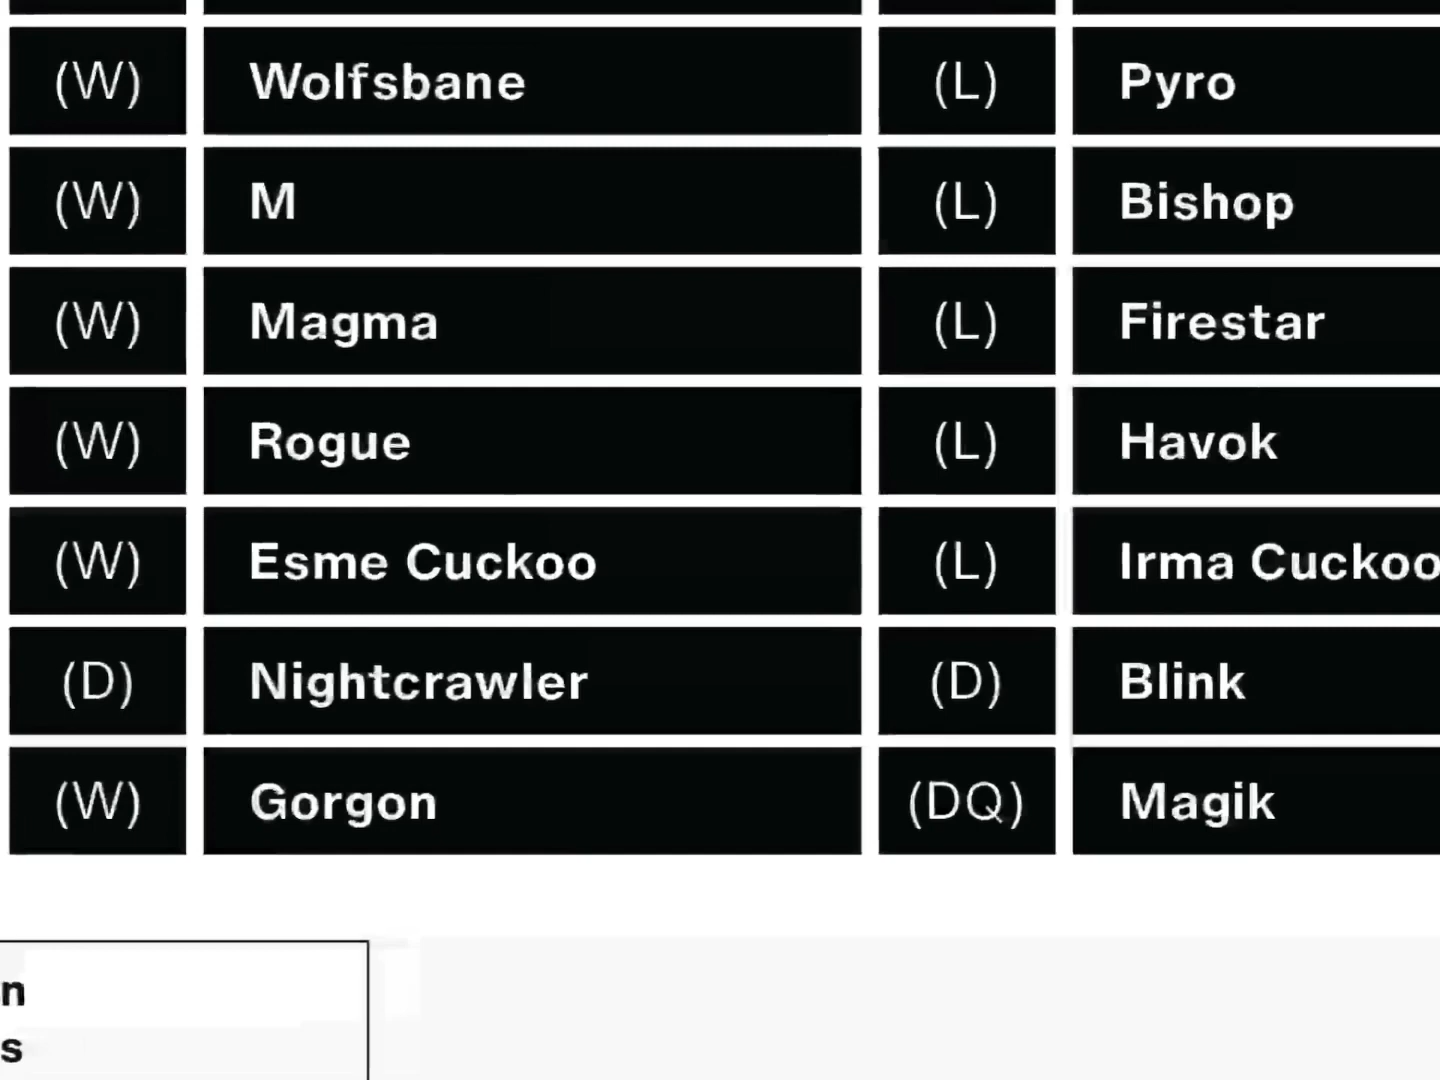 (W) Wolfsbane (L) Pyro
(W) M (L) Bishop
(W) Magma (L) Firestar
(W) Rogue (L) Havok
(W) Esme Cuckoo (L) Irma Cuckoo
(D) Nightcrawler (D) Blink
(W) Gorgon (DQ) Magik
n
s